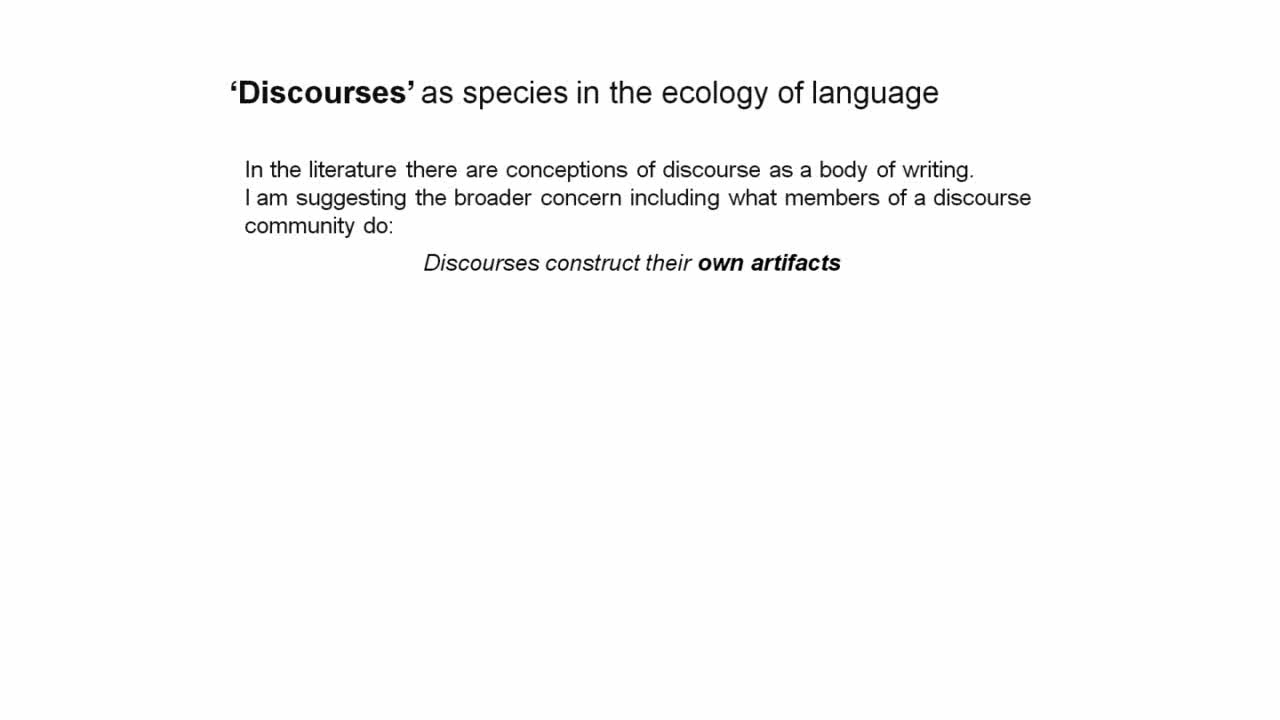 ‘Discourses’ as species in the ecology of language
In the literature there are conceptions of discourse as a body of writing.
I am suggesting the broader concern including what members of a discourse
community do:
Discourses construct their own artifacts